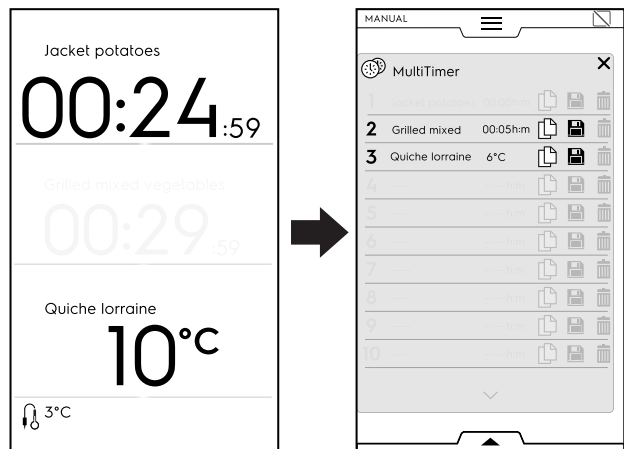 Jacket potatoes
00:24:59
Grilled mixed vegetables
00:29:59
Quiche lorraine
10°C
3°C
MANUAL
MultiTimer
1 Jacket potatoes 00:00h:m
2 Grilled mixed 00:05h:m
3 Quiche lorraine 6°C
4 --- --:--h:m
5 --- --:--h:m
6 --- --:--h:m
7 --- --:--h:m
8 --- --:--h:m
9 --- --:--h:m
10 --- --:--h:m